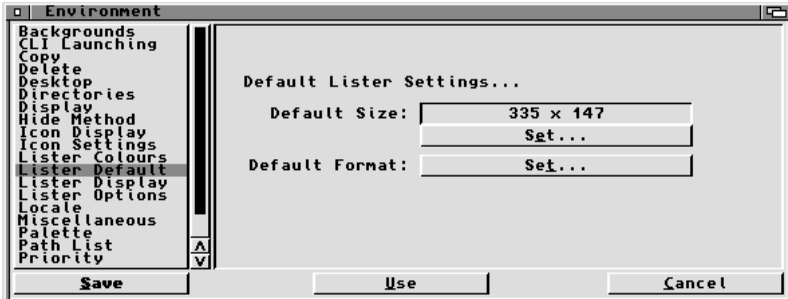 Environment
Backgrounds
CLI Launching
Copy
Delete
Desktop
Directories
Display
Hide Method
Icon Display
Icon Settings
Lister Colours
Lister Default
Lister Display
Lister Options
Locale
Miscellaneous
Palette
Path List
Priority
Default Lister Settings...
Default Size: 335 x 147
Set...
Default Format: Set...
Save Use Cancel